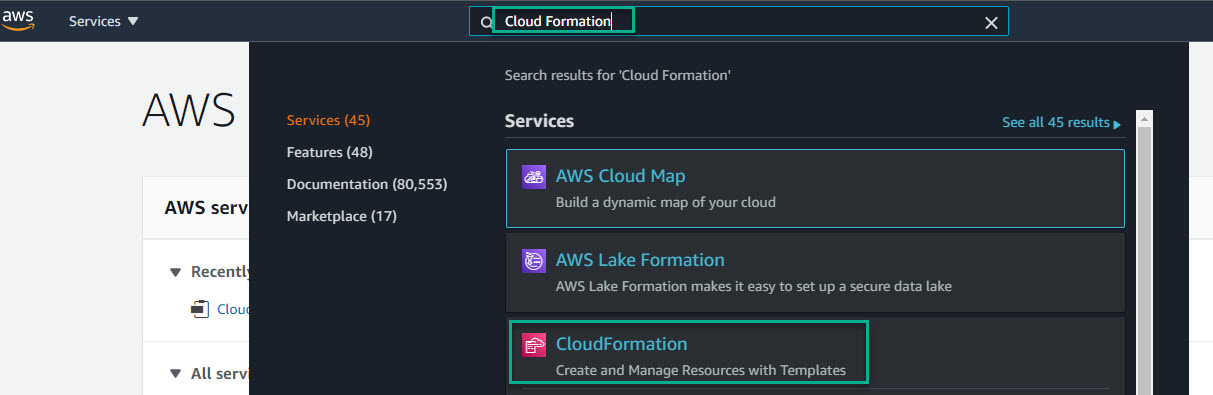 aws
Services ▼
Cloud Formation
Search results for 'Cloud Formation'
AWS
Services (45)
Features (48)
Documentation (80,553)
Marketplace (17)
Services
See all 45 results ▶
AWS Cloud Map
Build a dynamic map of your cloud
AWS Lake Formation
AWS Lake Formation makes it easy to set up a secure data lake
CloudFormation
Create and Manage Resources with Templates
AWS serv
▼ Recently
Cloud
▼ All servi